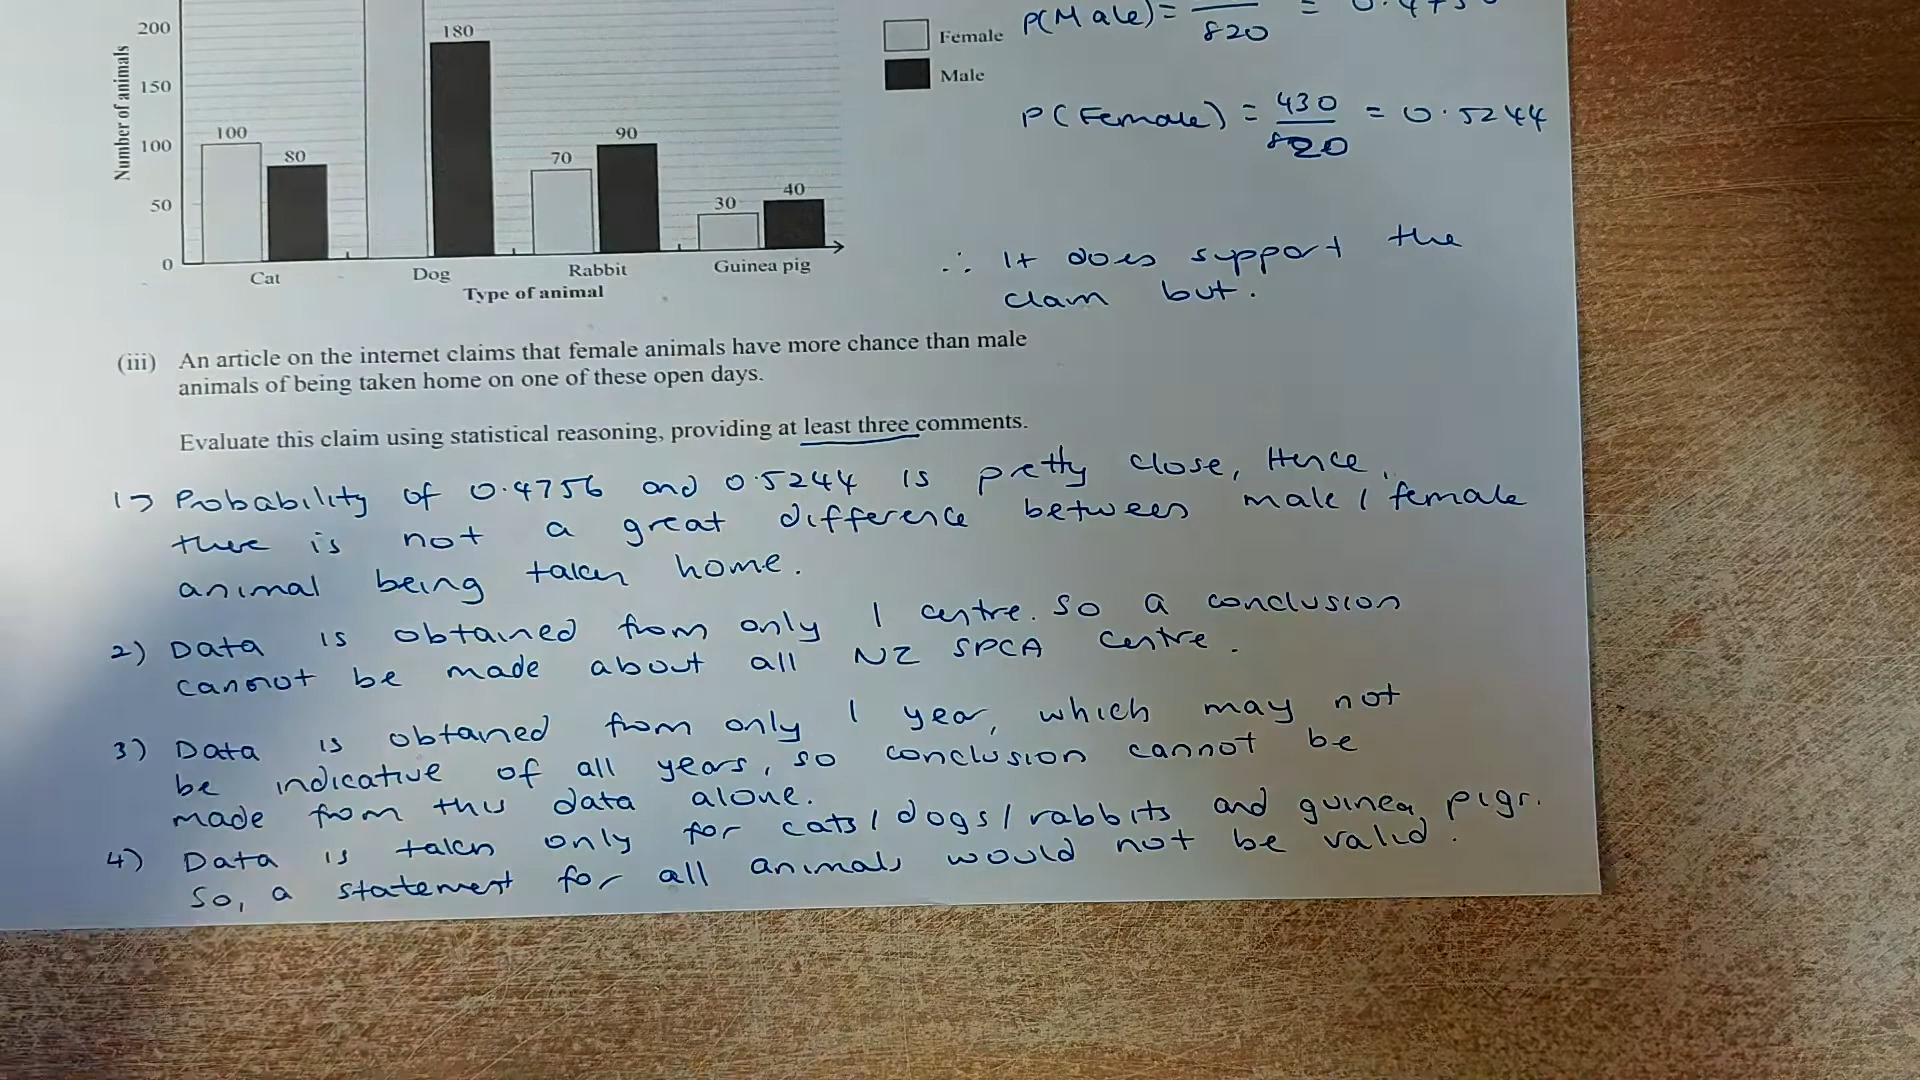 P(Male) = 820 =
200
180
Female
Male
150
P(Female) = 430/820 = 0.5244
100
90
100
80
70
40
30
50
0
Cat
Dog
Rabbit
Guinea pig
Type of animal
Number of animals
∴ It does support the
claim but.
(iii) An article on the internet claims that female animals have more chance than male
animals of being taken home on one of these open days.
Evaluate this claim using statistical reasoning, providing at least three comments.
1) Probability of 0.4756 and 0.5244 is pretty close, Hence,
there is not a great difference between male / female
animal being taken home.
2) Data is obtained from only 1 centre. So a conclusion
cannot be made about all NZ SPCA centre.
3) Data is obtained from only 1 year, which may not
be indicative of all years, so conclusion cannot be
made from this data alone.
4) Data is taken only for cats / dogs / rabbits and guinea pigs.
So, a statement for all animals would not be valid.